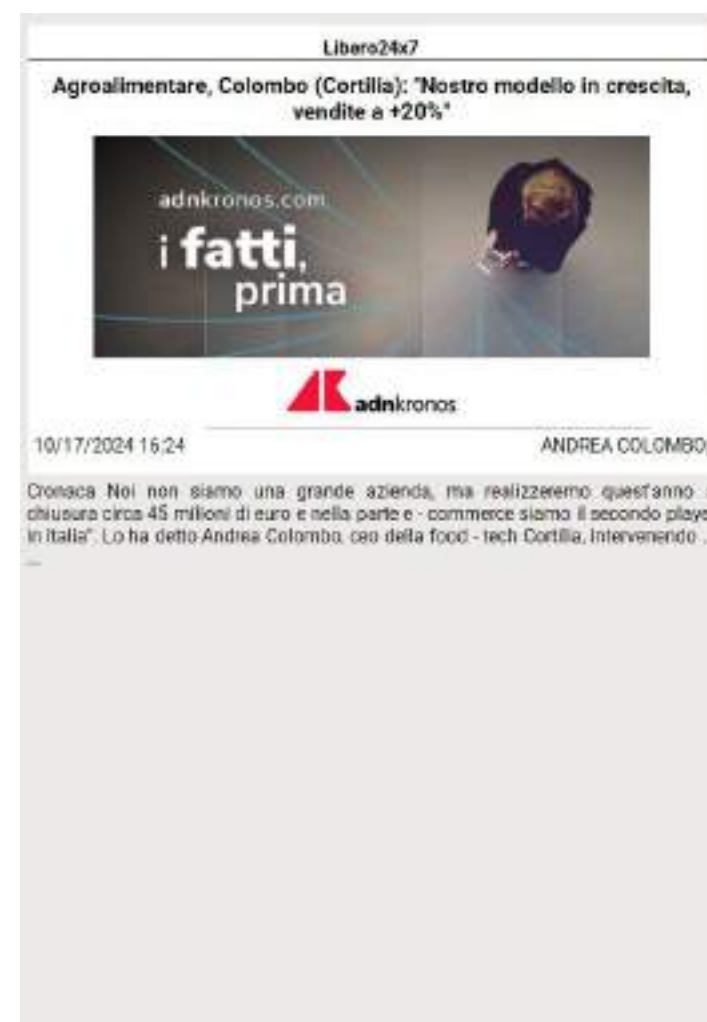 Libero24x7
Agroalimentare, Colombo (Cortilia): "Nostro modello in crescita,
vendite a +20%"
adnkronos.com
i fatti,
prima
adnkronos
10/17/2024 16:24
ANDREA COLOMBO
Cronaca Noi non siamo una grande azienda, ma realizzeremo quest'anno
chiusura circa 45 milioni di euro e nella parte e - commerce siamo il secondo playe
in Italia". Lo ha detto Andrea Colombo, ceo della food - tech Cortilia, intervenendo ..
...